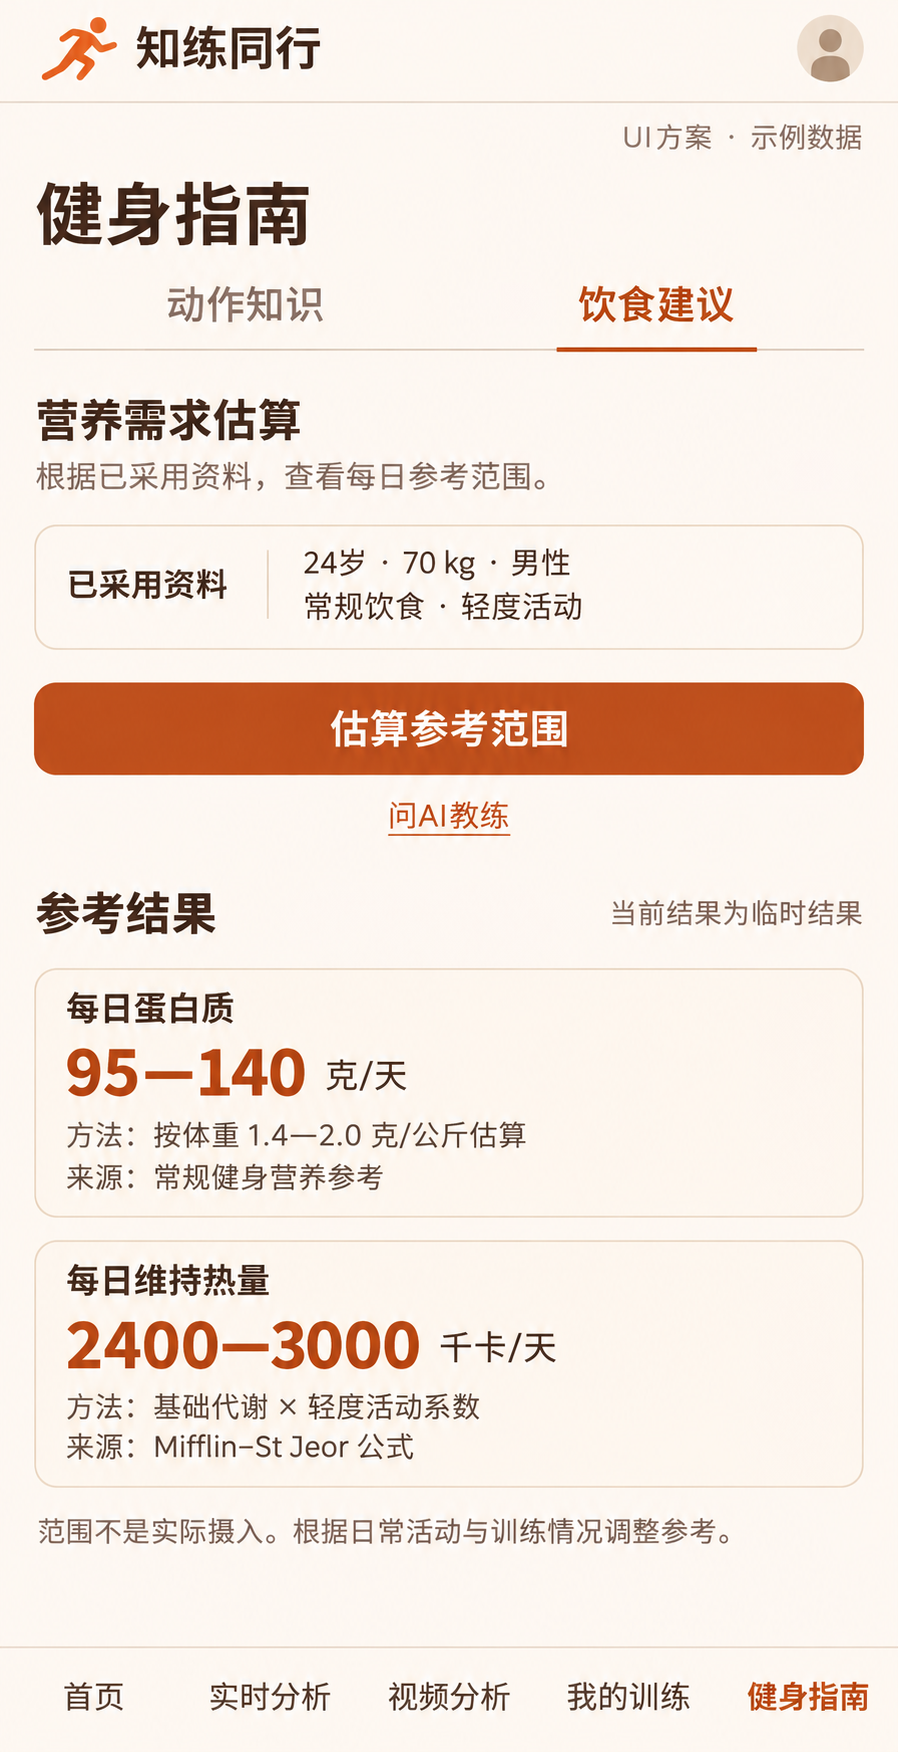 知练同行
UI方案 · 示例数据
健身指南
动作知识
饮食建议
营养需求估算
根据已采用资料，查看每日参考范围。
已采用资料
24岁 · 70 kg · 男性
常规饮食 · 轻度活动
估算参考范围
问AI教练
参考结果
当前结果为临时结果
每日蛋白质
95—140 克/天
方法：按体重 1.4—2.0 克/公斤估算
来源：常规健身营养参考
每日维持热量
2400—3000 千卡/天
方法：基础代谢 × 轻度活动系数
来源：Mifflin–St Jeor 公式
范围不是实际摄入。根据日常活动与训练情况调整参考。
首页
实时分析
视频分析
我的训练
健身指南